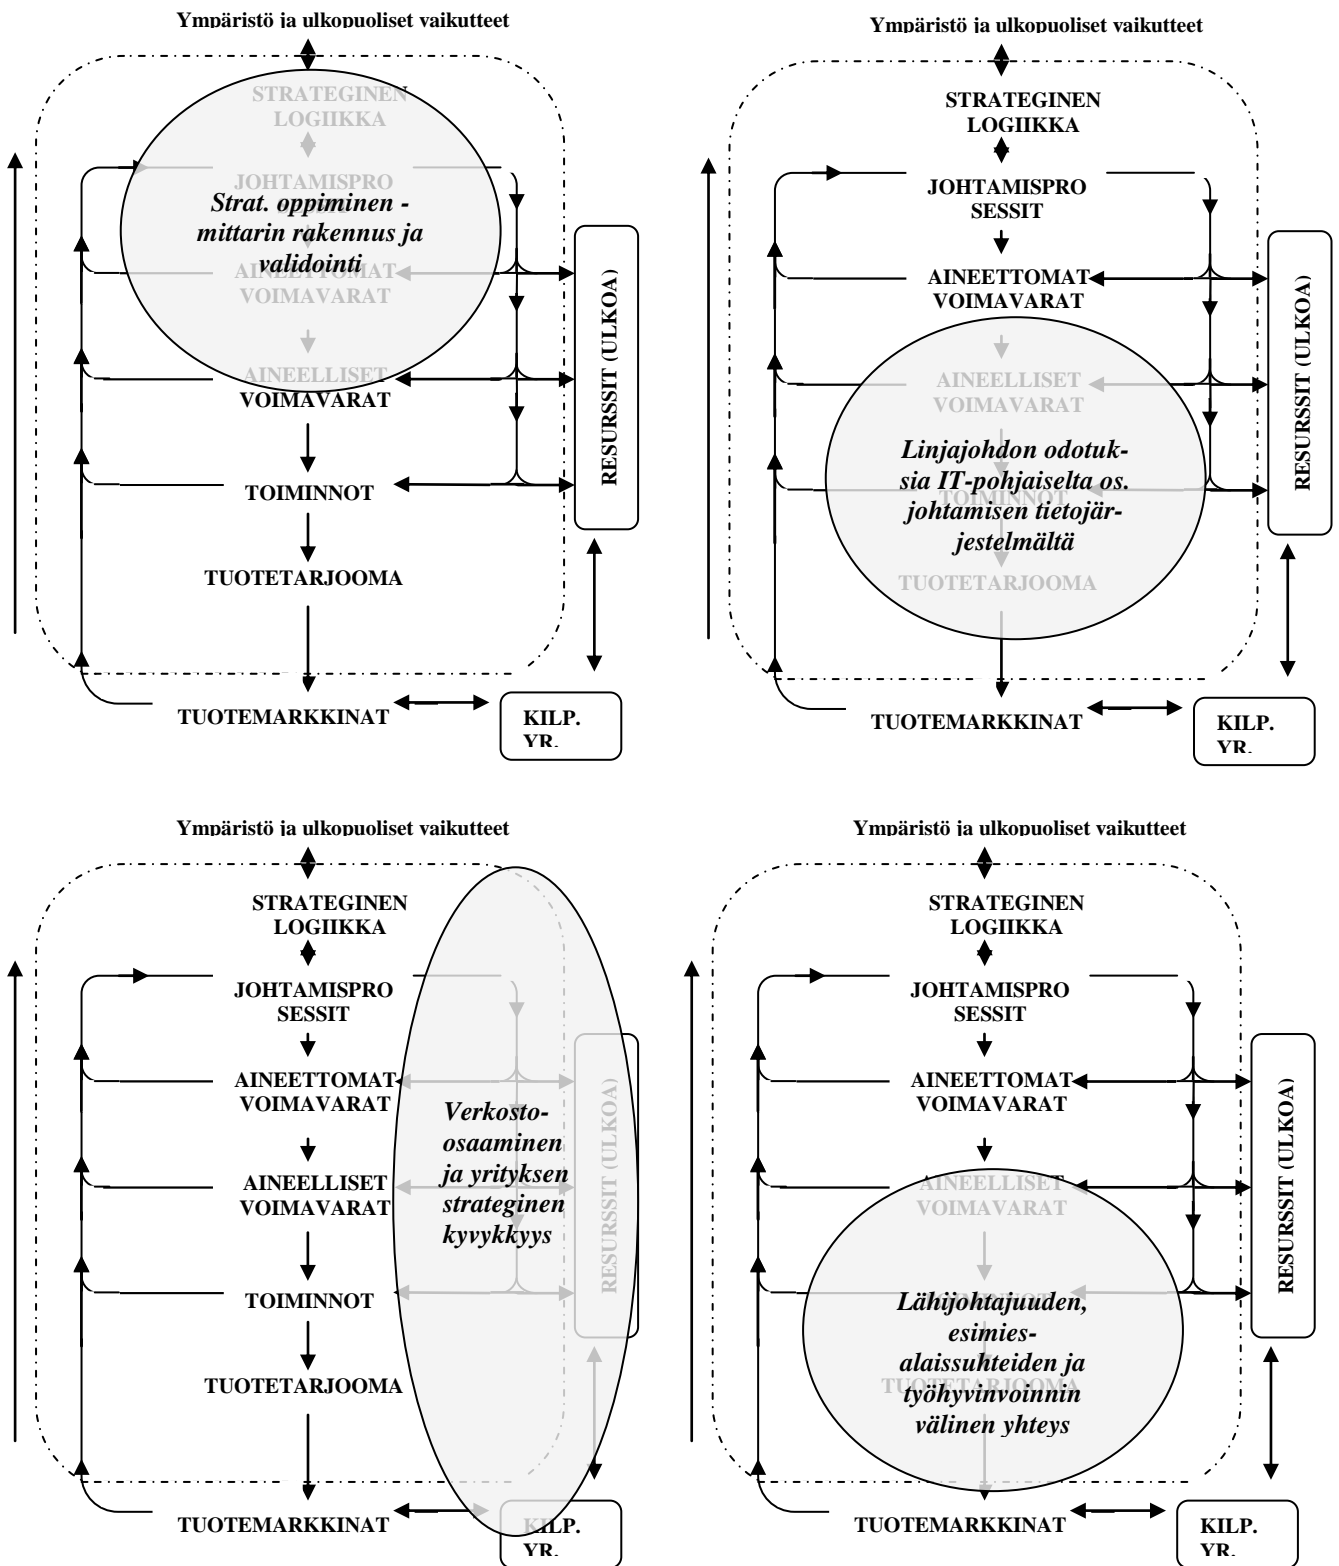 Ympäristö ja ulkopuoliset vaikutteet
STRATEGINEN
LOGIIKKA
JOHTAMISPRO
Strat. oppiminen -
mittarin rakennus ja
validointi
AINEETTOMAT
VOIMAVARAT
AINEELLISET
VOIMAVARAT
TOIMINNOT
TUOTETARJOOMA
TUOTEMARKKINAT
RESURSSIT (ULKOA)
KILP.
YR.
Ympäristö ja ulkopuoliset vaikutteet
STRATEGINEN
LOGIIKKA
JOHTAMISPRO
SESSIT
AINEETTOMAT
VOIMAVARAT
AINEELLISET
VOIMAVARAT
Linjajohdon odotuk-
sia IT-pohjaiselta os.
TOIMINNOT
johtamisen tietojär-
jestelmältä
TUOTETARJOOMA
TUOTEMARKKINAT
RESURSSIT (ULKOA)
KILP.
YR.
Ympäristö ja ulkopuoliset vaikutteet
STRATEGINEN
LOGIIKKA
JOHTAMISPRO
SESSIT
AINEETTOMAT
VOIMAVARAT
AINEELLISET
VOIMAVARAT
TOIMINNOT
TUOTETARJOOMA
TUOTEMARKKINAT
Verkosto-
osaaminen
ja yrityksen
strateginen
kyvykkyys
RESURSSIT (ULKOA)
KILP.
YR.
Ympäristö ja ulkopuoliset vaikutteet
STRATEGINEN
LOGIIKKA
JOHTAMISPRO
SESSIT
AINEETTOMAT
VOIMAVARAT
AINEELLISET
VOIMAVARAT
Lähijohtajuuden,
esimies-
alaissuhteiden ja
TUOTETARJOOMA
työhyvinvoinnin
välinen yhteys
TUOTEMARKKINAT
RESURSSIT (ULKOA)
KILP.
YR.